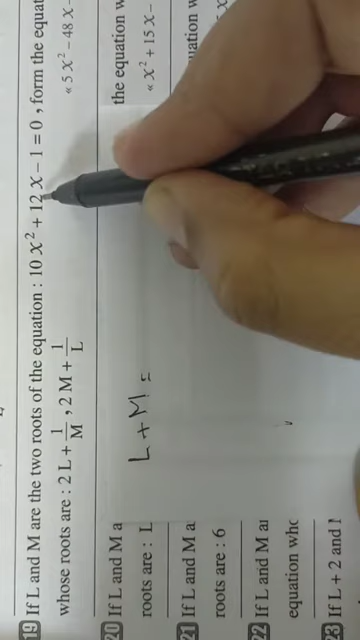 19 If L and M are the two roots of the equation : 10 x² + 12 x – 1 = 0 , form the equat
whose roots are : 2 L + 1/M , 2 M + 1/L
« 5 x² – 48 x –
20 If L and M a
the equation w
roots are : L
« x² + 15 x –
L + M =
21 If L and M a
roots are : 6
22 If L and M ar
equation who
23 If L + 2 and